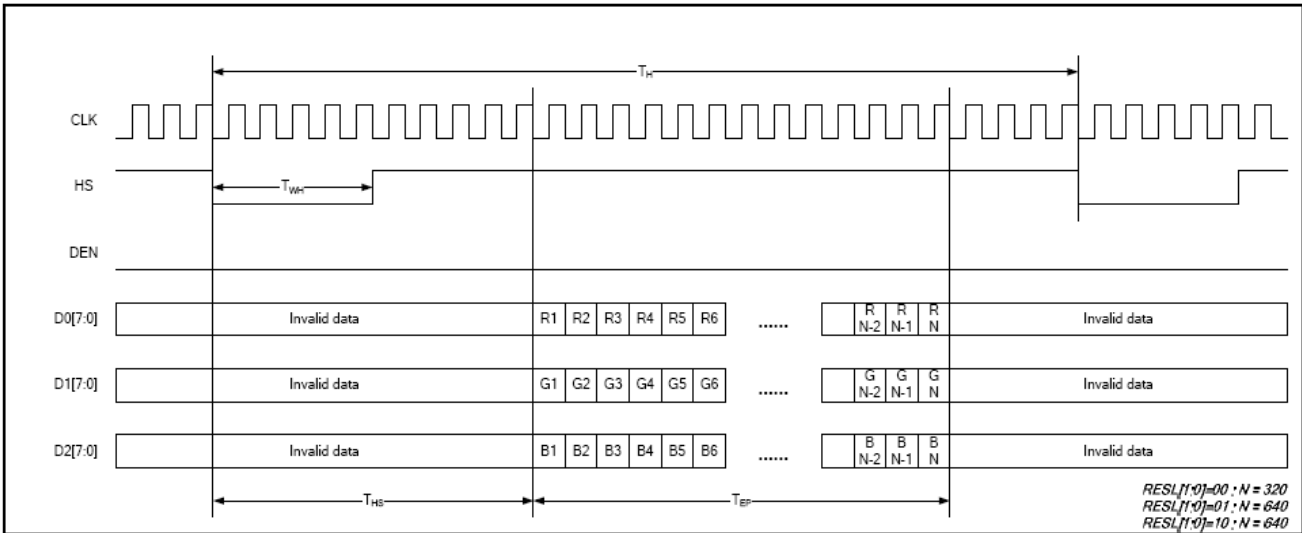 TH
CLK
HS
TWH
DEN
D0[7:0] Invalid data R1 R2 R3 R4 R5 R6 ...... R N-2 R N-1 R N Invalid data
D1[7:0] Invalid data G1 G2 G3 G4 G5 G6 ...... G N-2 G N-1 G N Invalid data
D2[7:0] Invalid data B1 B2 B3 B4 B5 B6 ...... B N-2 B N-1 B N Invalid data
THS TEP
RESL[1:0]=00 ; N = 320
RESL[1:0]=01 ; N = 640
RESL[1:0]=10 ; N = 640